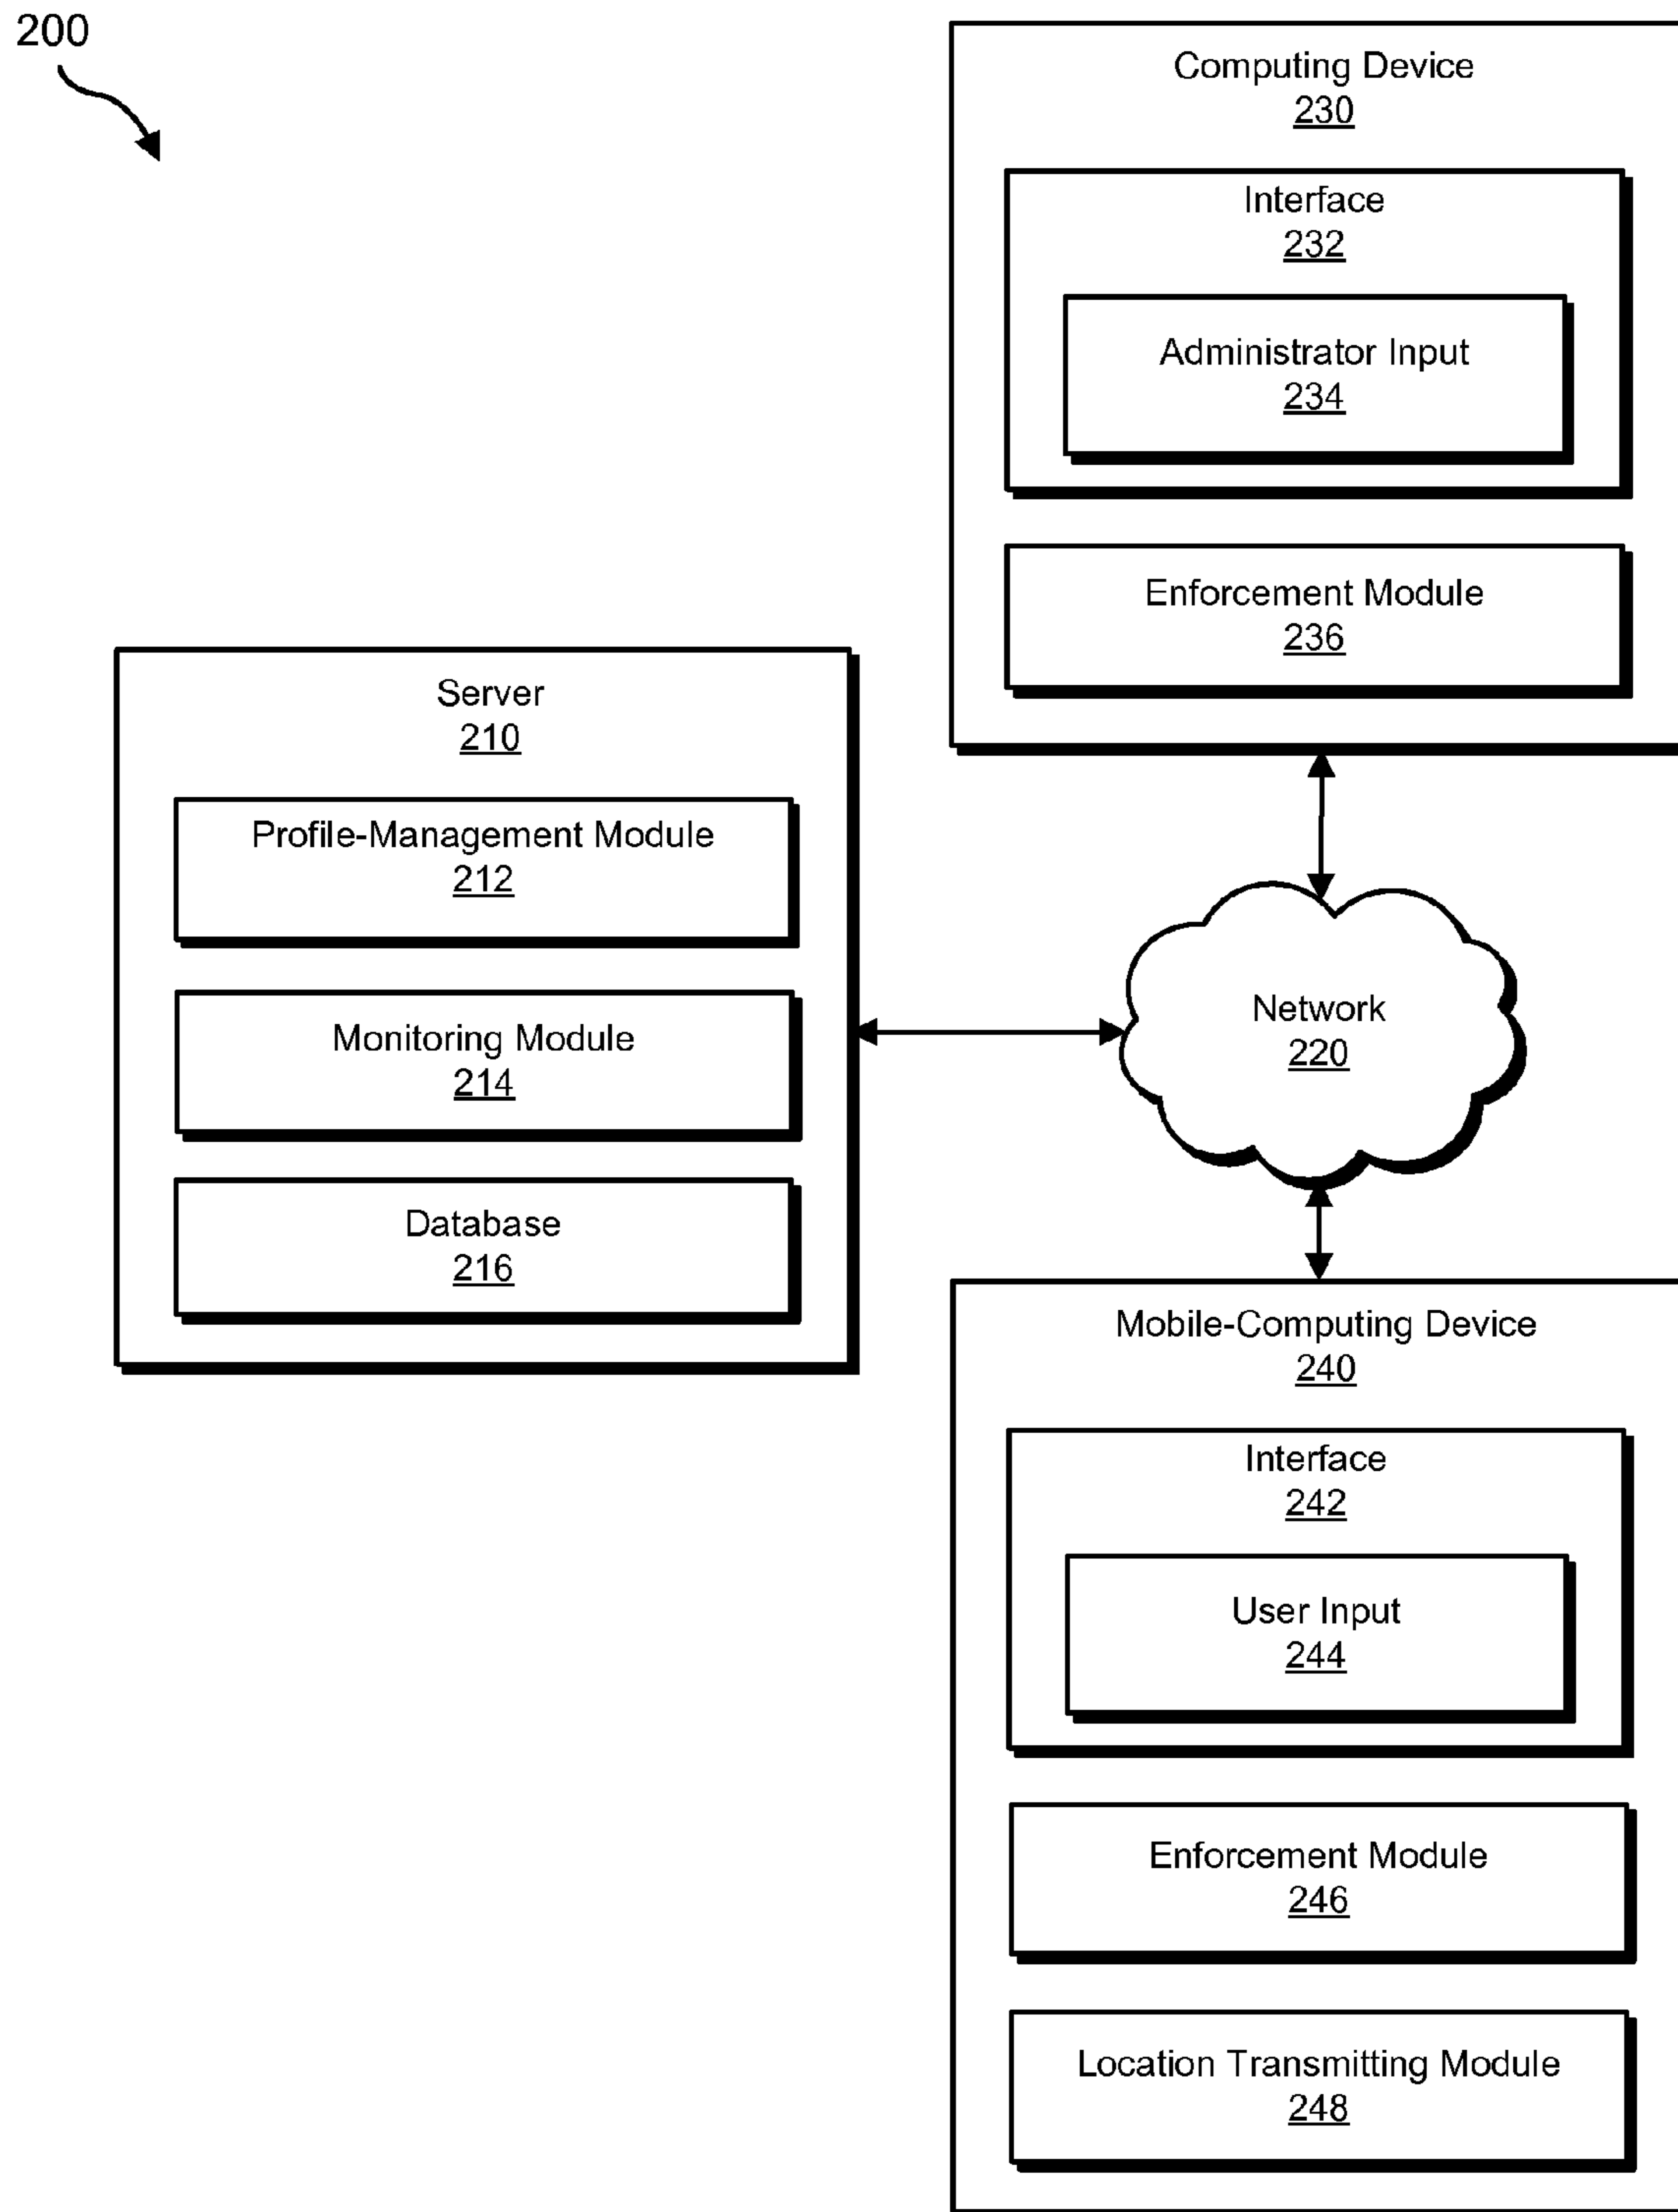 200
Computing Device
230
Interface
232
Administrator Input
234
Enforcement Module
236
Server
210
Profile-Management Module
212
Monitoring Module
214
Database
216
Network
220
Mobile-Computing Device
240
Interface
242
User Input
244
Enforcement Module
246
Location Transmitting Module
248